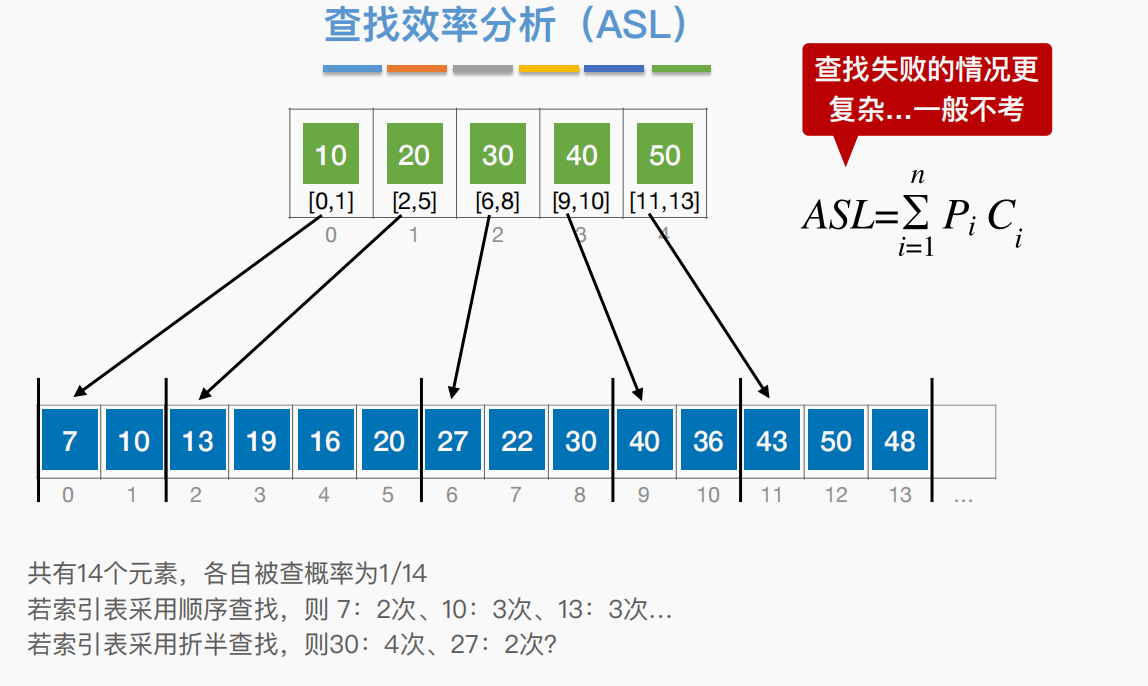 查找效率分析（ASL）
查找失败的情况更
复杂...一般不考
10 20 30 40 50
[0,1] [2,5] [6,8] [9,10] [11,13]
0 1 2 3 4
n
ASL=∑ Pi Ci
i=1
7 10 13 19 16 20 27 22 30 40 36 43 50 48
0 1 2 3 4 5 6 7 8 9 10 11 12 13 ...
共有14个元素，各自被查概率为1/14
若索引表采用顺序查找，则 7：2次、10：3次、13：3次...
若索引表采用折半查找，则30：4次、27：2次?